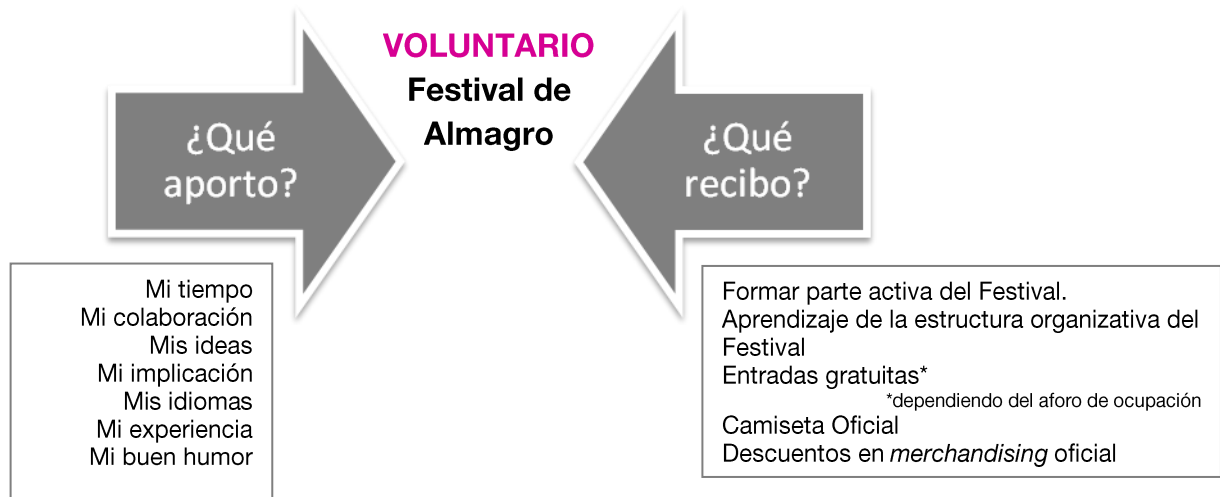 VOLUNTARIO
Festival de
Almagro
¿Qué
aporto?
¿Qué
recibo?
Mi tiempo
Mi colaboración
Mis ideas
Mi implicación
Mis idiomas
Mi experiencia
Mi buen humor
Formar parte activa del Festival.
Aprendizaje de la estructura organizativa del
Festival
Entradas gratuitas*
*dependiendo del aforo de ocupación
Camiseta Oficial
Descuentos en merchandising oficial